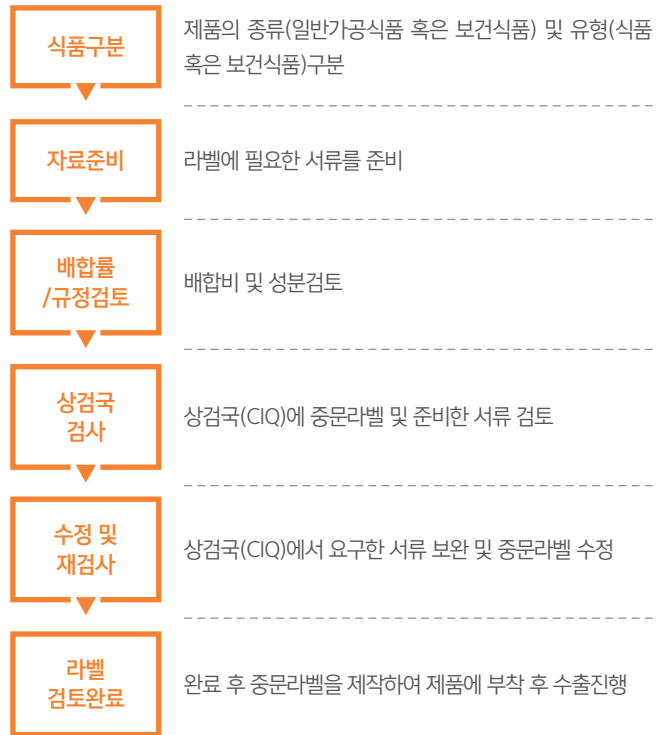 식품구분
제품의 종류(일반가공식품 혹은 보건식품) 및 유형(식품
혹은 보건식품)구분
자료준비
라벨에 필요한 서류를 준비
배합률
/규정검토
배합비 및 성분검토
상검국
검사
상검국(CIQ)에 중문라벨 및 준비한 서류 검토
수정 및
재검사
상검국(CIQ)에서 요구한 서류 보완 및 중문라벨 수정
라벨
검토완료
완료 후 중문라벨을 제작하여 제품에 부착 후 수출진행